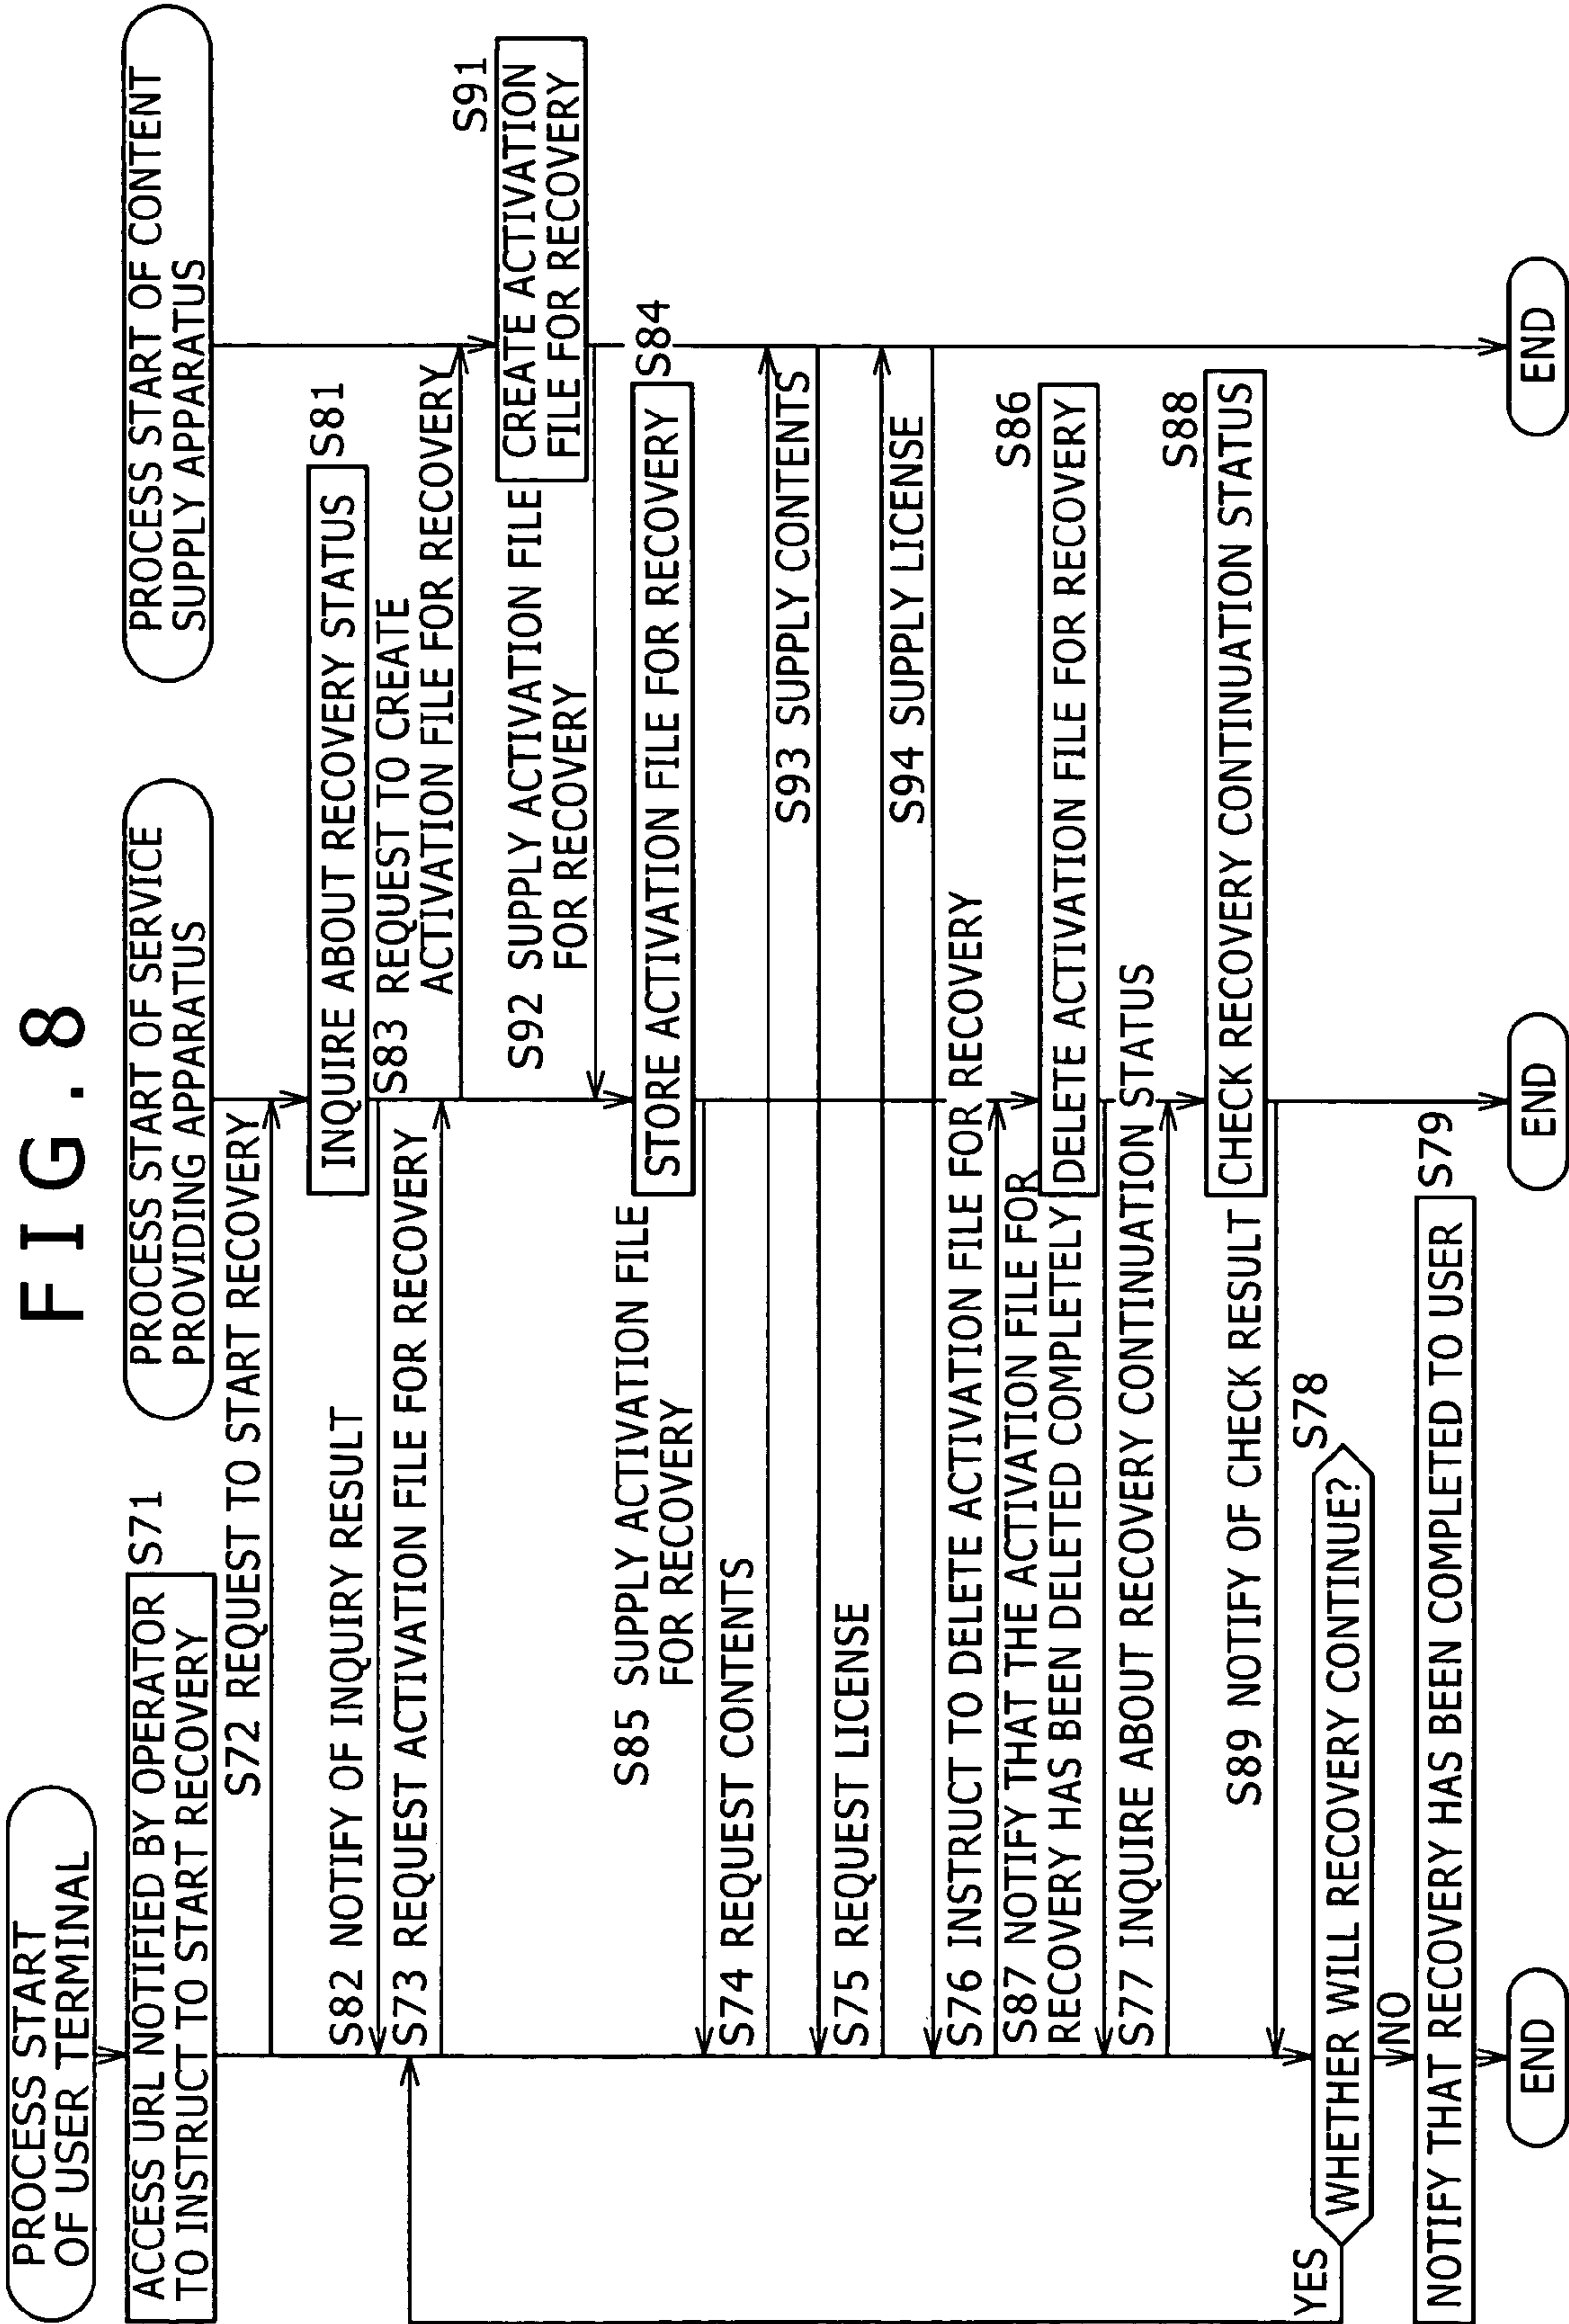 FIG. 8
PROCESS START
OF USER TERMINAL
PROCESS START OF SERVICE
PROVIDING APPARATUS
PROCESS START OF CONTENT
SUPPLY APPARATUS
ACCESS URL NOTIFIED BY OPERATOR
TO INSTRUCT TO START RECOVERY
S71
S72 REQUEST TO START RECOVERY
INQUIRE ABOUT RECOVERY STATUS
S81
S82 NOTIFY OF INQUIRY RESULT
S73 REQUEST ACTIVATION FILE FOR RECOVERY
S83 REQUEST TO CREATE
ACTIVATION FILE FOR RECOVERY
S91
CREATE ACTIVATION
FILE FOR RECOVERY
S92 SUPPLY ACTIVATION FILE
FOR RECOVERY
STORE ACTIVATION FILE FOR RECOVERY
S84
S85 SUPPLY ACTIVATION FILE
FOR RECOVERY
S74 REQUEST CONTENTS
S93 SUPPLY CONTENTS
S75 REQUEST LICENSE
S94 SUPPLY LICENSE
S76 INSTRUCT TO DELETE ACTIVATION FILE FOR RECOVERY
S86
DELETE ACTIVATION FILE FOR RECOVERY
S87 NOTIFY THAT THE ACTIVATION FILE FOR
RECOVERY HAS BEEN DELETED COMPLETELY
S77 INQUIRE ABOUT RECOVERY CONTINUATION STATUS
S88
CHECK RECOVERY CONTINUATION STATUS
S89 NOTIFY OF CHECK RESULT
S78
WHETHER WILL RECOVERY CONTINUE?
YES
NO
NOTIFY THAT RECOVERY HAS BEEN COMPLETED TO USER
S79
END
END
END